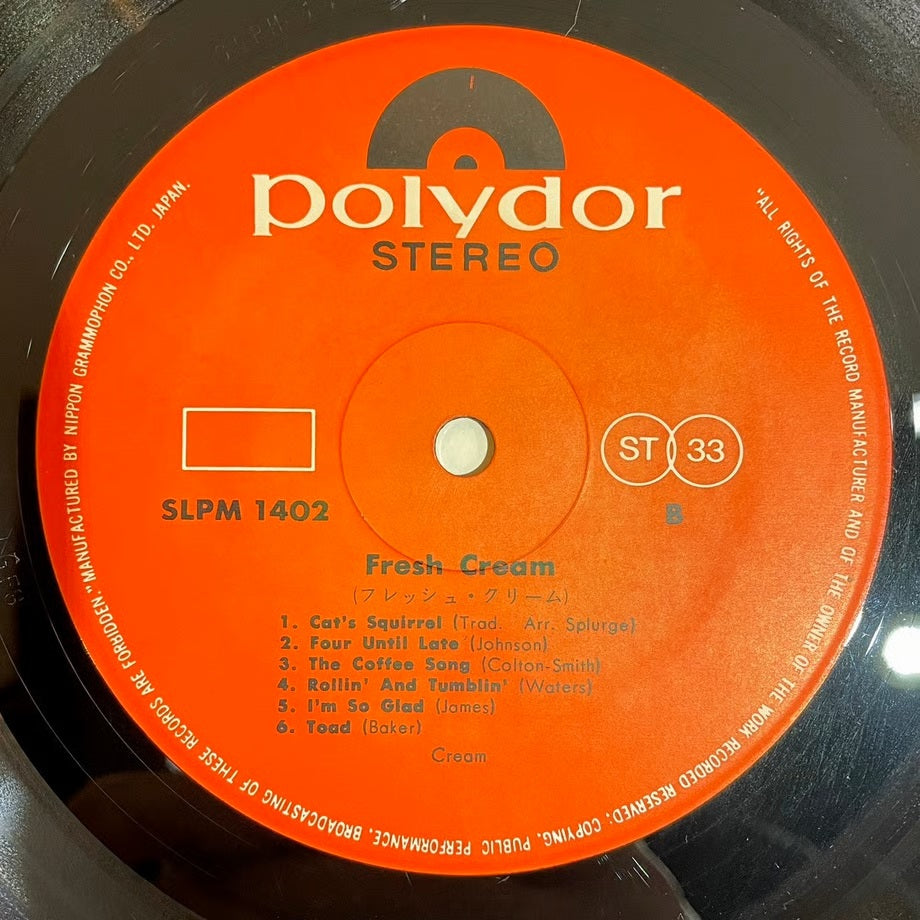 polydor
STEREO
ST 33
SLPM 1402
B
Fresh Cream
(フレッシュ・クリーム)
1. Cat's Squirrel (Trad. Arr. Splurge)
2. Four Until Late (Johnson)
3. The Coffee Song (Colton-Smith)
4. Rollin' And Tumblin' (Waters)
5. I'm So Glad (James)
6. Toad (Baker)
Cream
"ALL RIGHTS OF THE RECORD MANUFACTURER AND OF THE OWNER OF THE WORK RECORDED RESERVED; COPYING, PUBLIC PERFORMANCE, BROADCASTING OF THESE RECORDS ARE FORBIDDEN." MANUFACTURED BY NIPPON GRAMMOPHON CO., LTD. JAPAN.